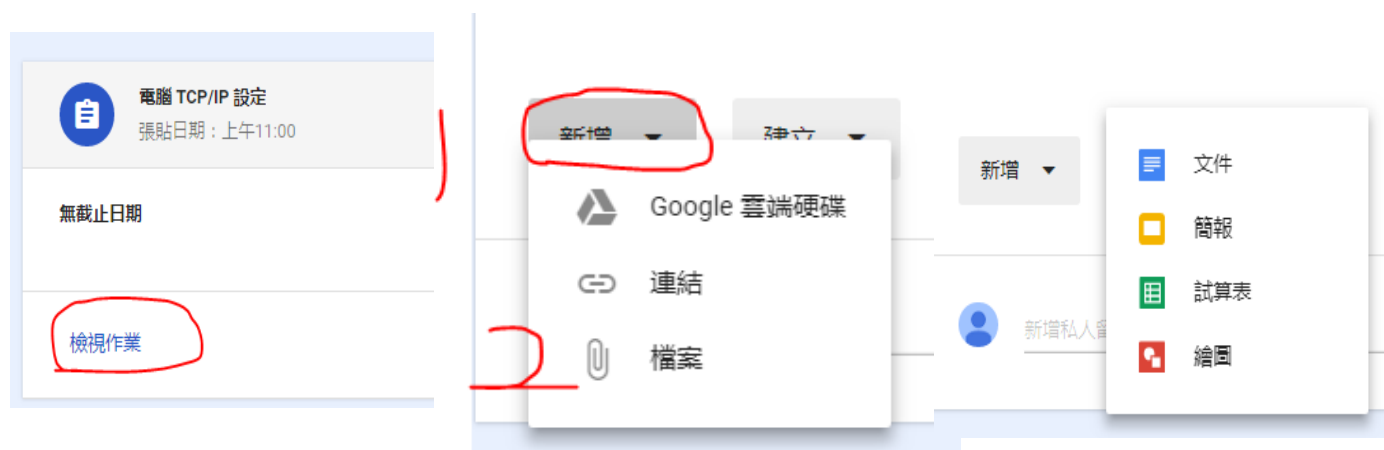 電腦 TCP/IP 設定
張貼日期：上午11:00
無截止日期
檢視作業
新增
建立
Google 雲端硬碟
連結
檔案
新增
文件
簡報
試算表
繪圖
新增私人留